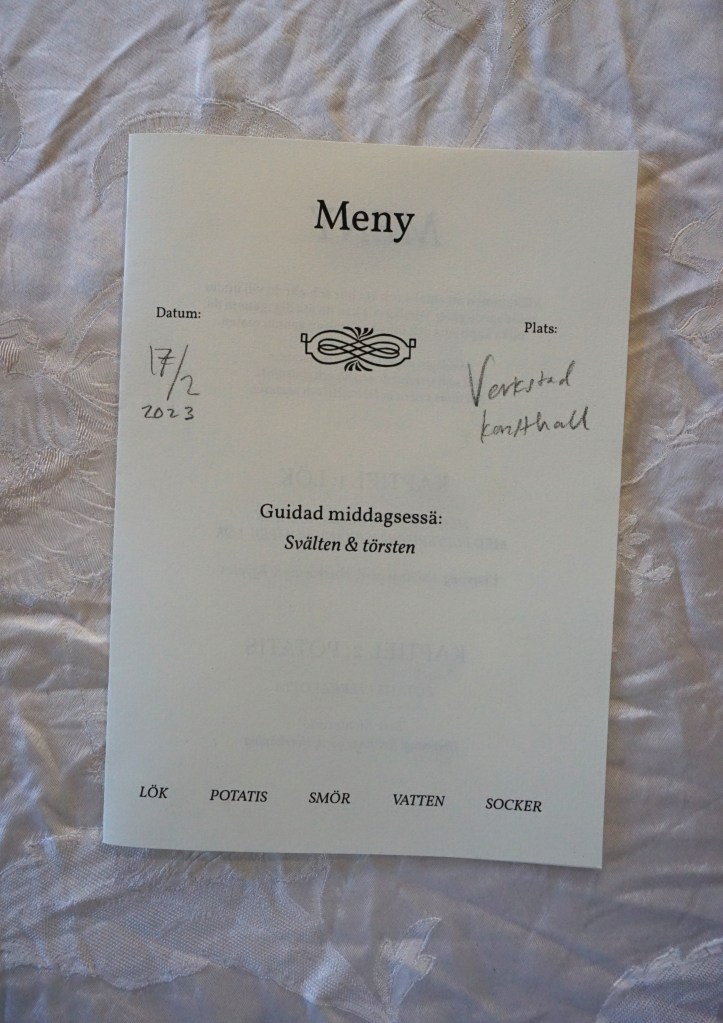 Meny
Datum:
Plats:
17/2
2023
Verkstad
konsthall
Guidad middagsessä:
Svälten & törsten
LÖK POTATIS SMÖR VATTEN SOCKER